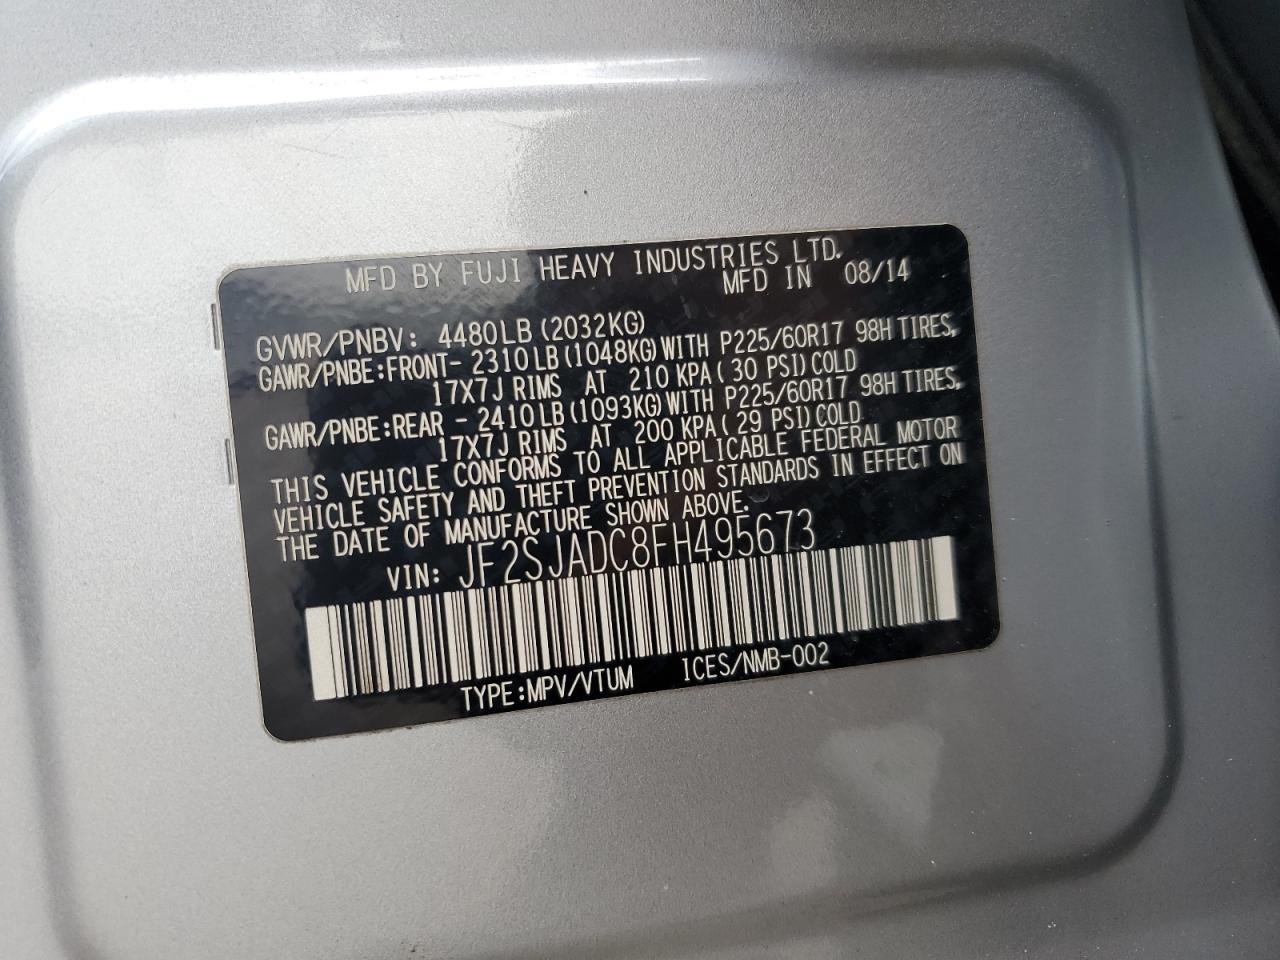 MFD BY FUJI HEAVY INDUSTRIES LTD.
MFD IN 08/14
GVWR/PNBV: 4480LB (2032KG)
GAWR/PNBE:FRONT- 2310LB (1048KG) WITH P225/60R17 98H TIRES,
17X7J RIMS AT 210 KPA ( 30 PSI) COLD
GAWR/PNBE:REAR - 2410LB (1093KG) WITH P225/60R17 98H TIRES,
17X7J RIMS AT 200 KPA ( 29 PSI) COLD
THIS VEHICLE CONFORMS TO ALL APPLICABLE FEDERAL MOTOR
VEHICLE SAFETY AND THEFT PREVENTION STANDARDS IN EFFECT ON
THE DATE OF MANUFACTURE SHOWN ABOVE.
VIN: JF2SJADC8FH495673
TYPE:MPV/VTUM ICES/NMB-002